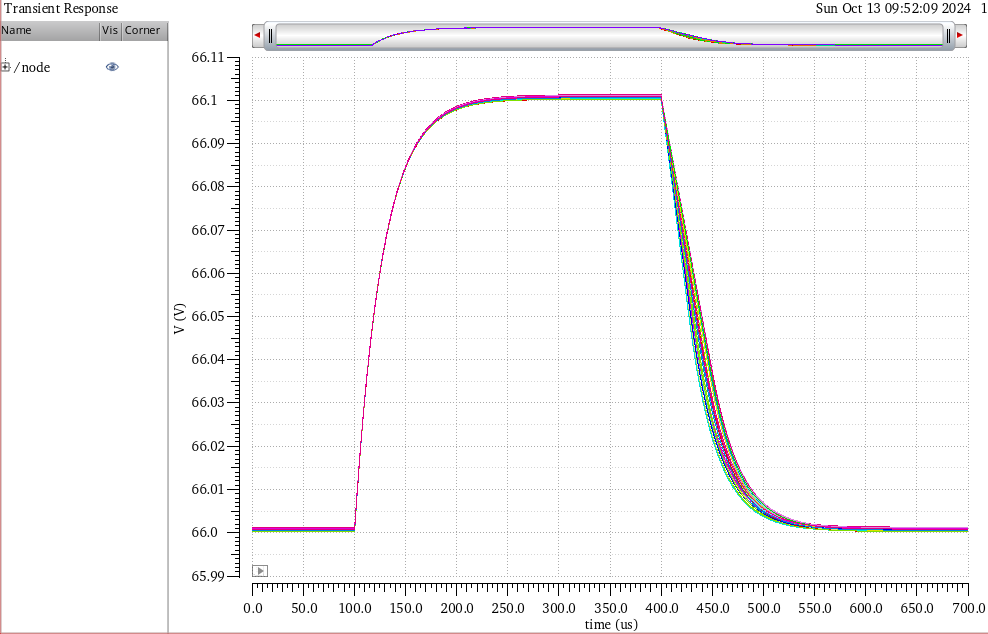 Transient Response
Sun Oct 13 09:52:09 2024 1
Name Vis Corner
/node
66.11
66.1
66.09
66.08
66.07
66.06
66.05
66.04
66.03
66.02
66.01
66.0
65.99
V (V)
0.0 50.0 100.0 150.0 200.0 250.0 300.0 350.0 400.0 450.0 500.0 550.0 600.0 650.0 700.0
time (us)